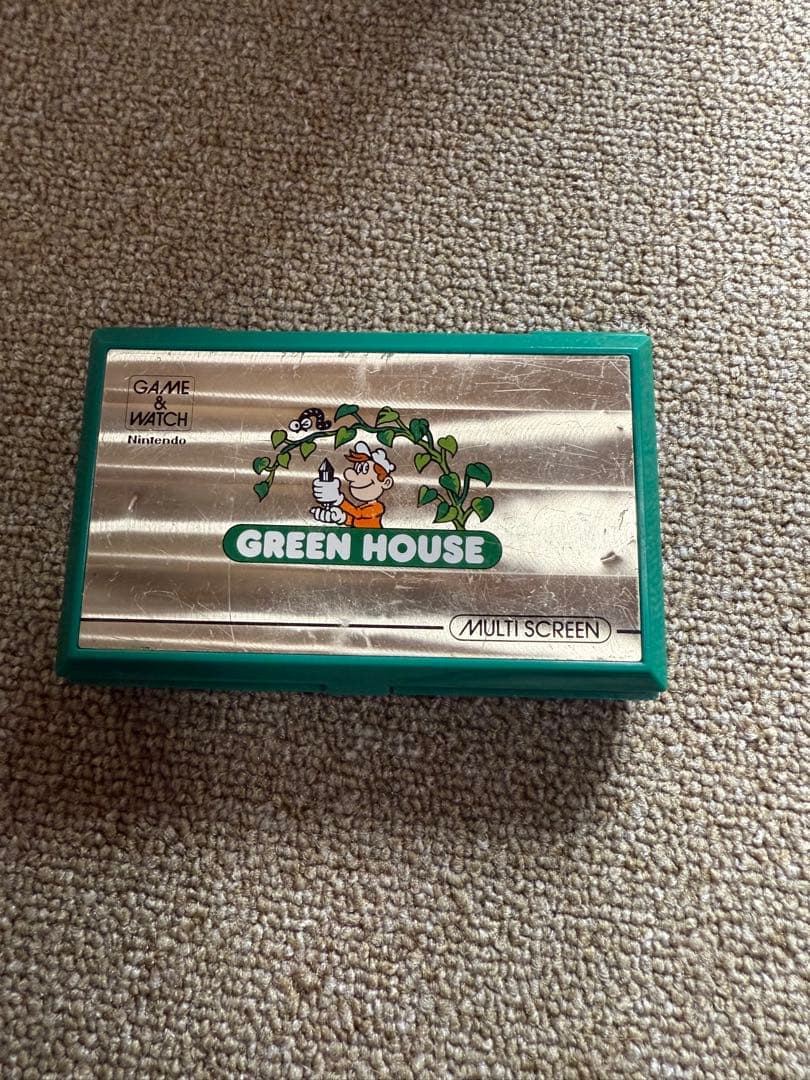 GAME
&
WATCH
Nintendo
GREEN HOUSE
MULTI SCREEN